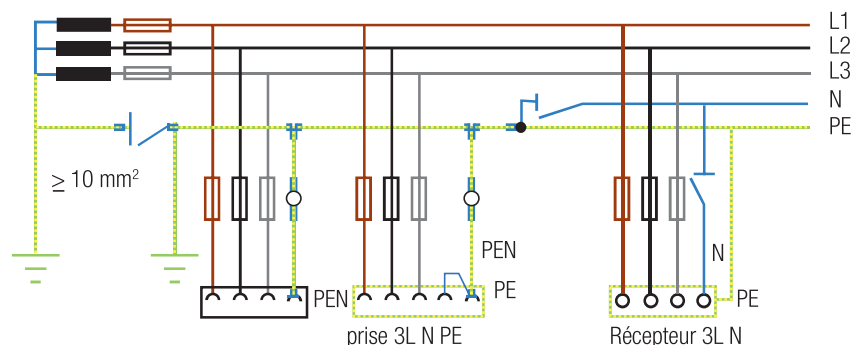 L1
L2
L3
N
PE
≥ 10 mm²
PEN
N
PEN
PE
PE
prise 3L N PE
Récepteur 3L N